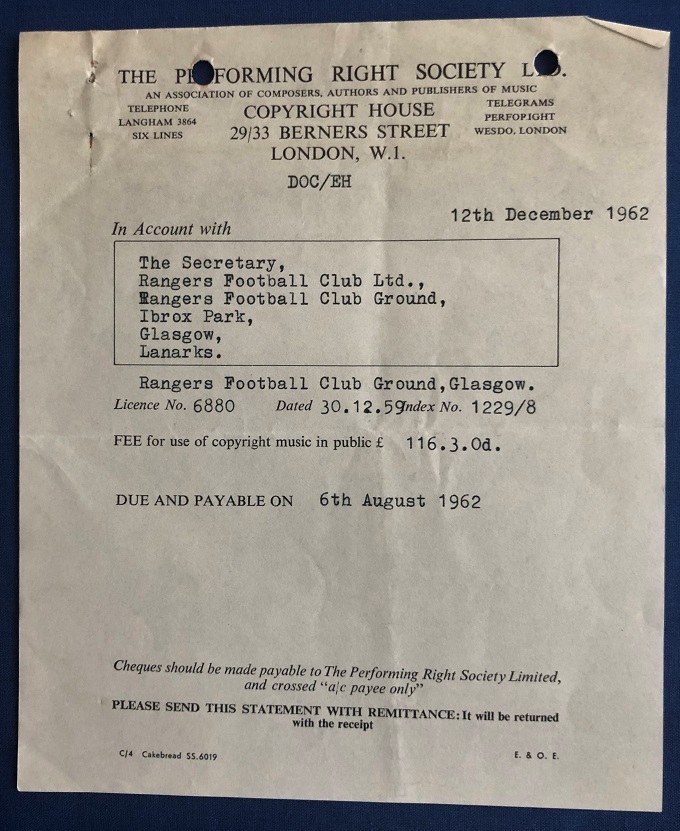 THE PERFORMING RIGHT SOCIETY LTD.
AN ASSOCIATION OF COMPOSERS, AUTHORS AND PUBLISHERS OF MUSIC
TELEPHONE
LANGHAM 3864
SIX LINES
COPYRIGHT HOUSE
29/33 BERNERS STREET
LONDON, W.1.
TELEGRAMS
PERFORIGHT
WESDO, LONDON
DOC/EH
12th December 1962
In Account with
The Secretary,
Rangers Football Club Ltd.,
Rangers Football Club Ground,
Ibrox Park,
Glasgow,
Lanarks.
Rangers Football Club Ground,Glasgow.
Licence No. 6880 Dated 30.12.59 Index No. 1229/8
FEE for use of copyright music in public £ 116.3.0d.
DUE AND PAYABLE ON 6th August 1962
Cheques should be made payable to The Performing Right Society Limited,
and crossed "a/c payee only"
PLEASE SEND THIS STATEMENT WITH REMITTANCE: It will be returned
with the receipt
C/4 Cakebread SS.6019
E. & O. E.